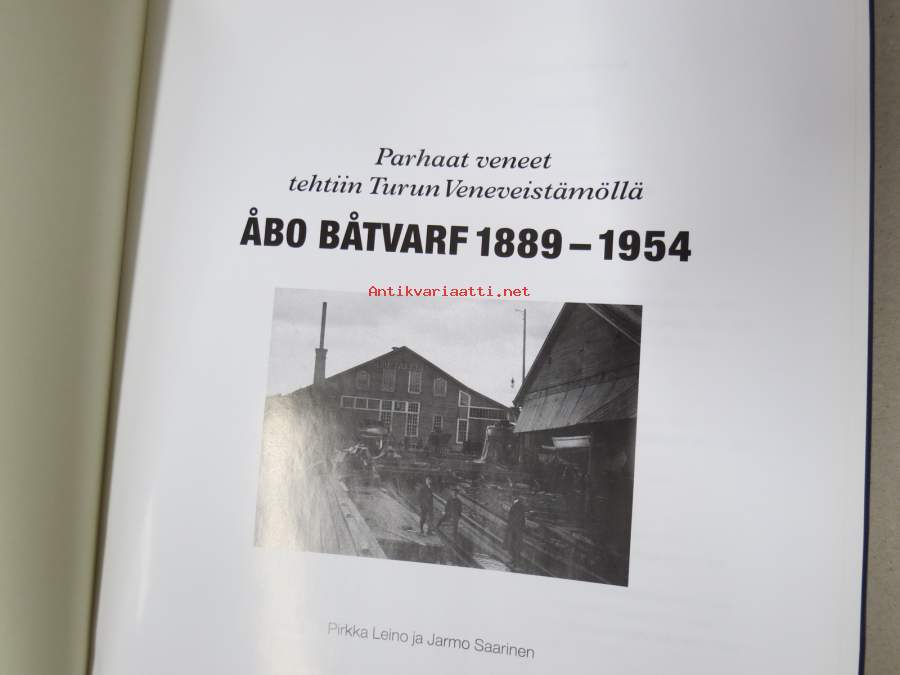 Parhaat veneet
tehtiin Turun Veneveistämöllä
ÅBO BÅTVARF 1889 – 1954
Antikvariaatti.net
Pirkka Leino ja Jarmo Saarinen